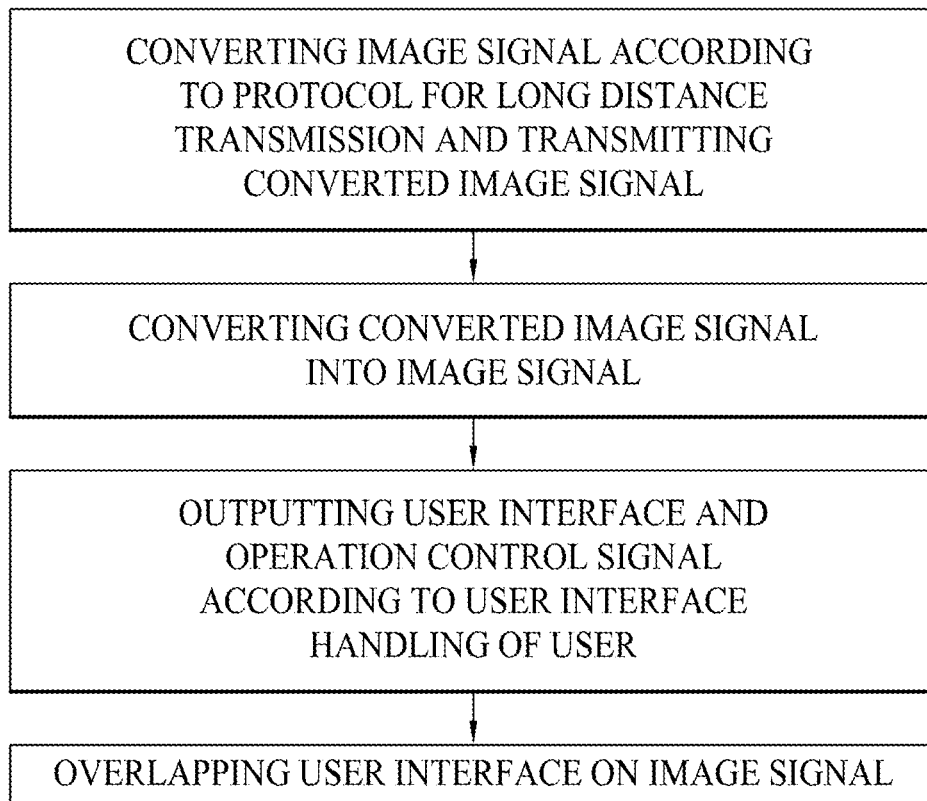 CONVERTING IMAGE SIGNAL ACCORDING
TO PROTOCOL FOR LONG DISTANCE
TRANSMISSION AND TRANSMITTING
CONVERTED IMAGE SIGNAL
CONVERTING CONVERTED IMAGE SIGNAL
INTO IMAGE SIGNAL
OUTPUTTING USER INTERFACE AND
OPERATION CONTROL SIGNAL
ACCORDING TO USER INTERFACE
HANDLING OF USER
OVERLAPPING USER INTERFACE ON IMAGE SIGNAL